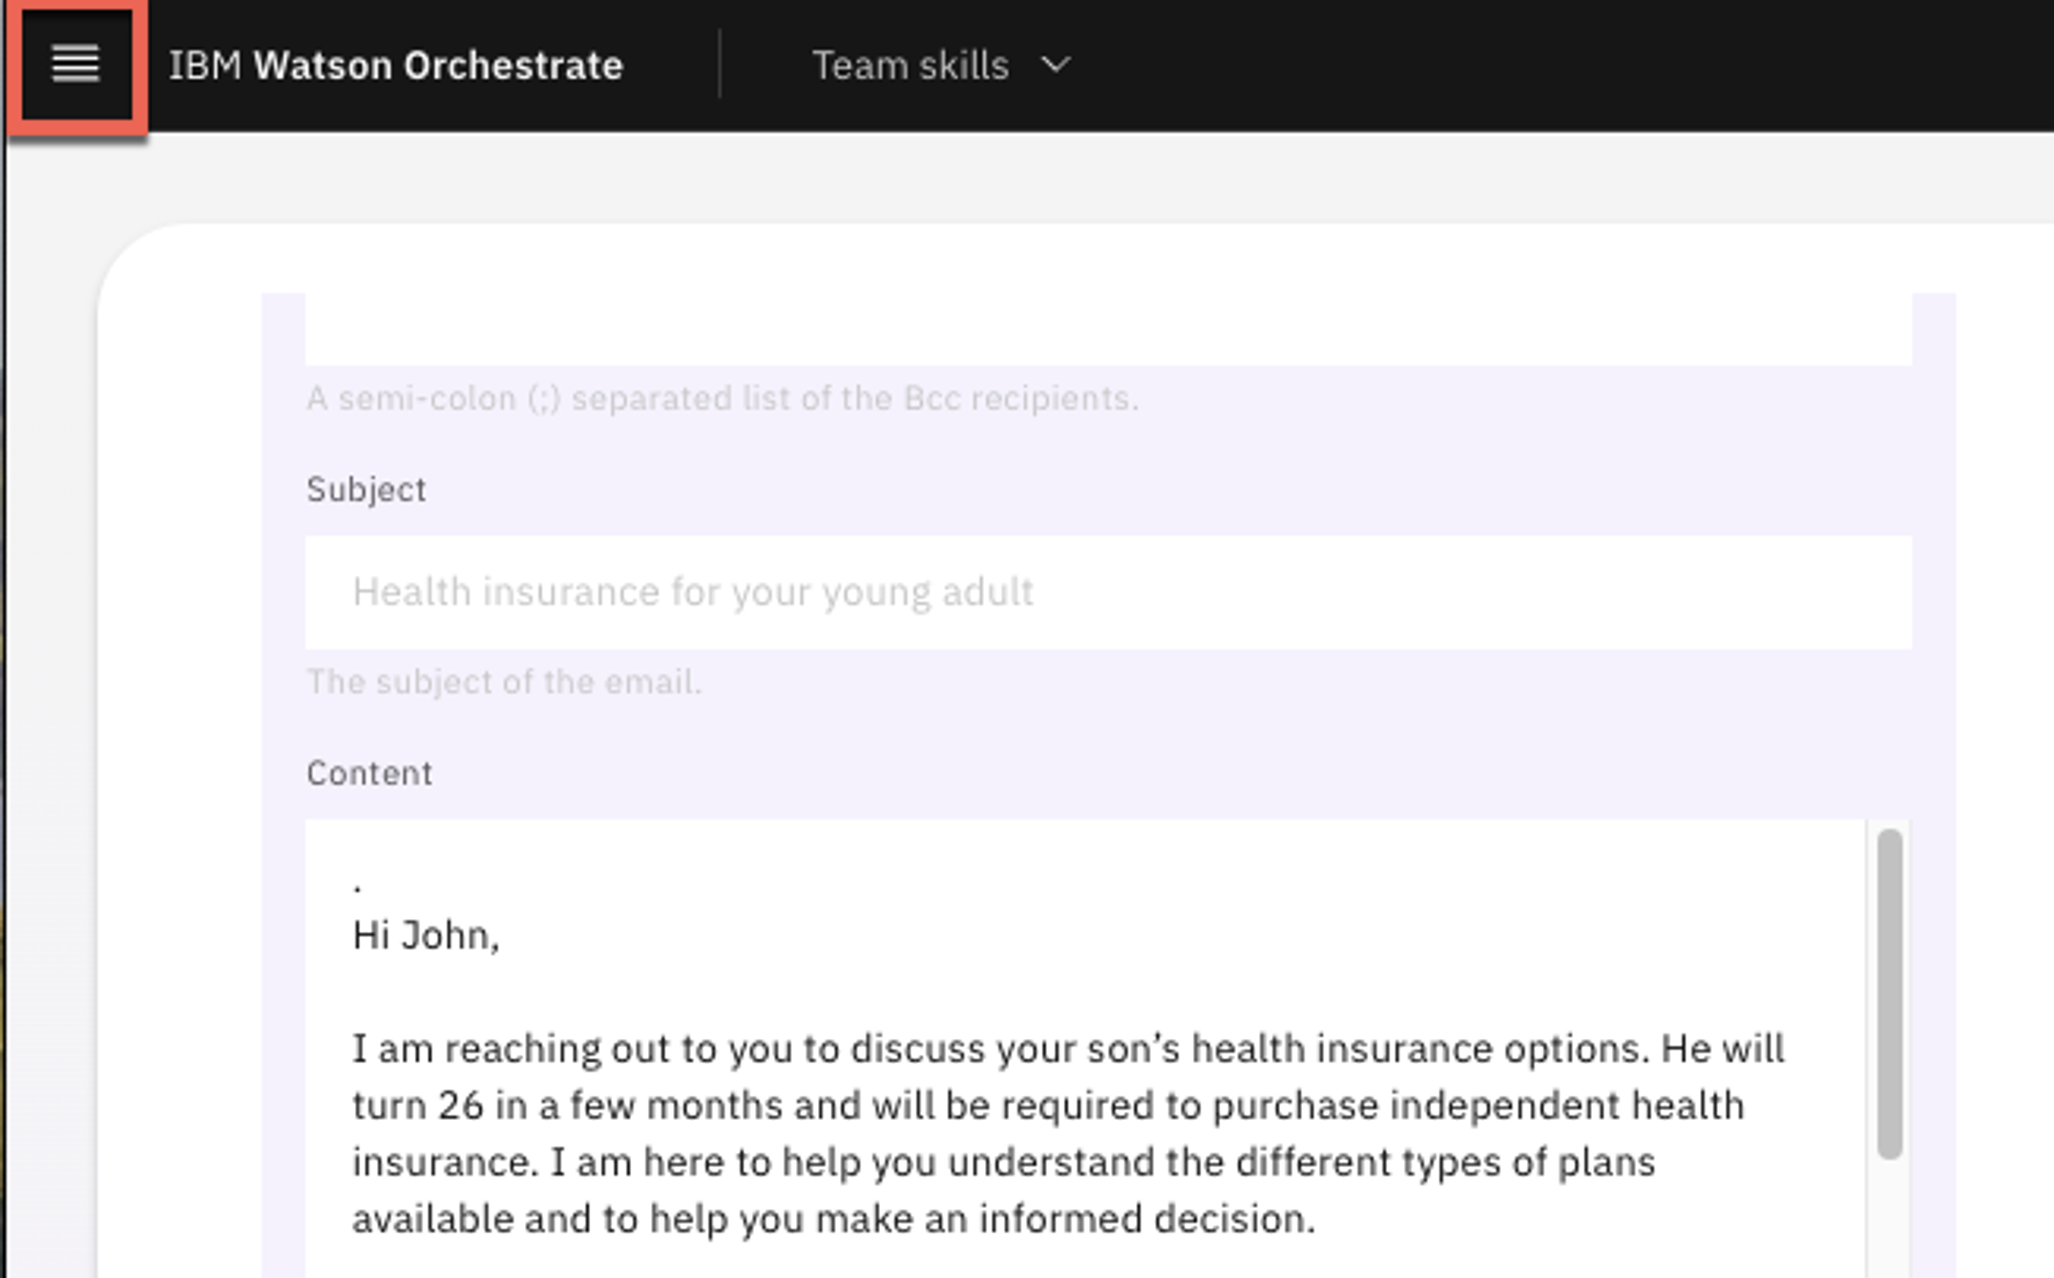 IBM Watson Orchestrate
Team skills
A semi-colon (;) separated list of the Bcc recipients.
Subject
Health insurance for your young adult
The subject of the email.
Content
.
Hi John,
I am reaching out to you to discuss your son’s health insurance options. He will
turn 26 in a few months and will be required to purchase independent health
insurance. I am here to help you understand the different types of plans
available and to help you make an informed decision.